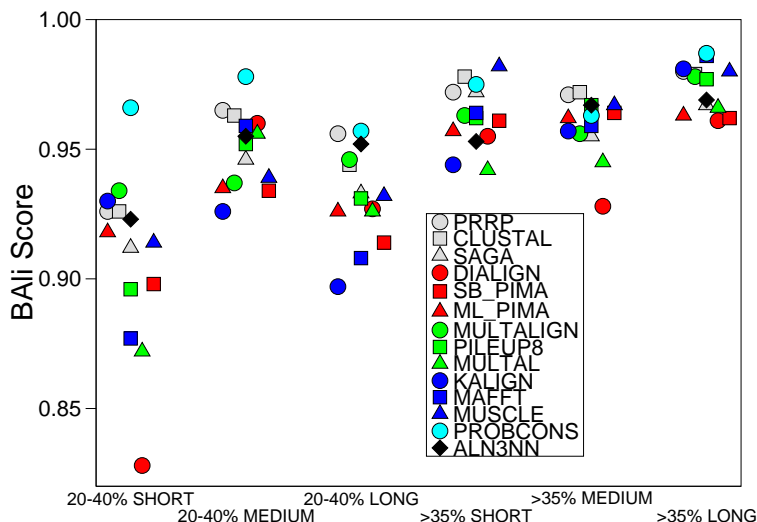 1.00
0.95
0.90
0.85
BAli Score
PRRP
CLUSTAL
SAGA
DIALIGN
SB_PIMA
ML_PIMA
MULTALIGN
PILEUP8
MULTAL
KALIGN
MAFFT
MUSCLE
PROBCONS
ALN3NN
20-40% SHORT
20-40% MEDIUM
20-40% LONG
>35% SHORT
>35% MEDIUM
>35% LONG